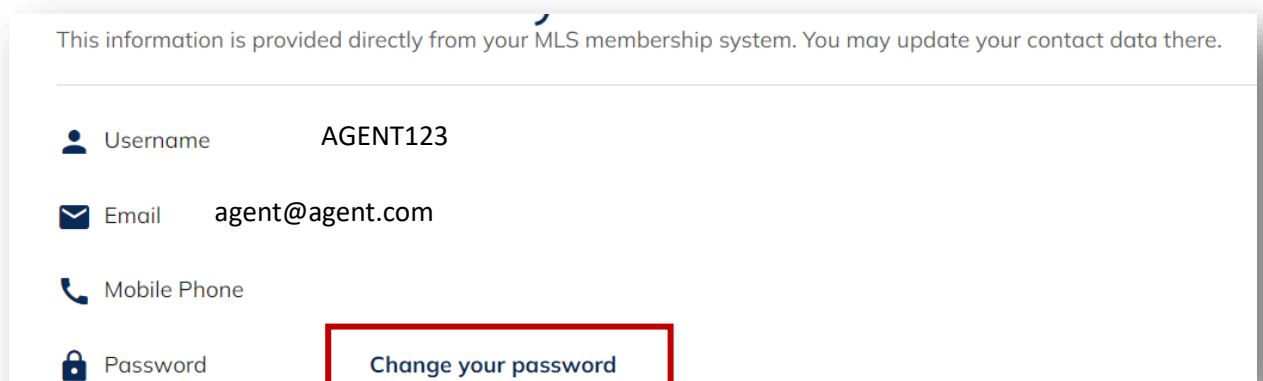 This information is provided directly from your MLS membership system. You may update your contact data there.
Username AGENT123
Email agent@agent.com
Mobile Phone
Password Change your password